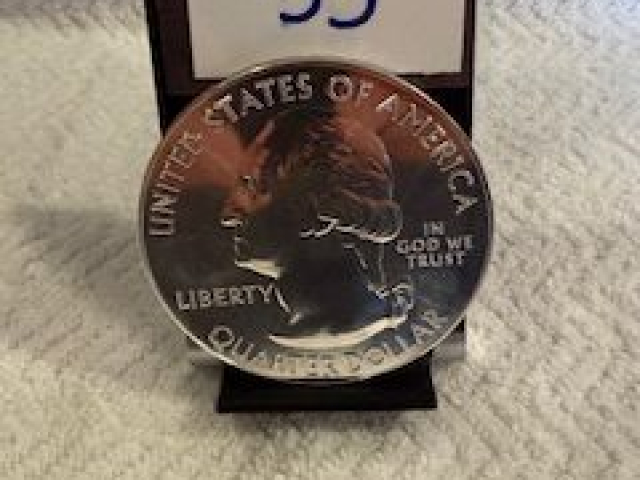 UNITED STATES OF AMERICA
IN
GOD WE
TRUST
LIBERTY
QUARTER DOLLAR